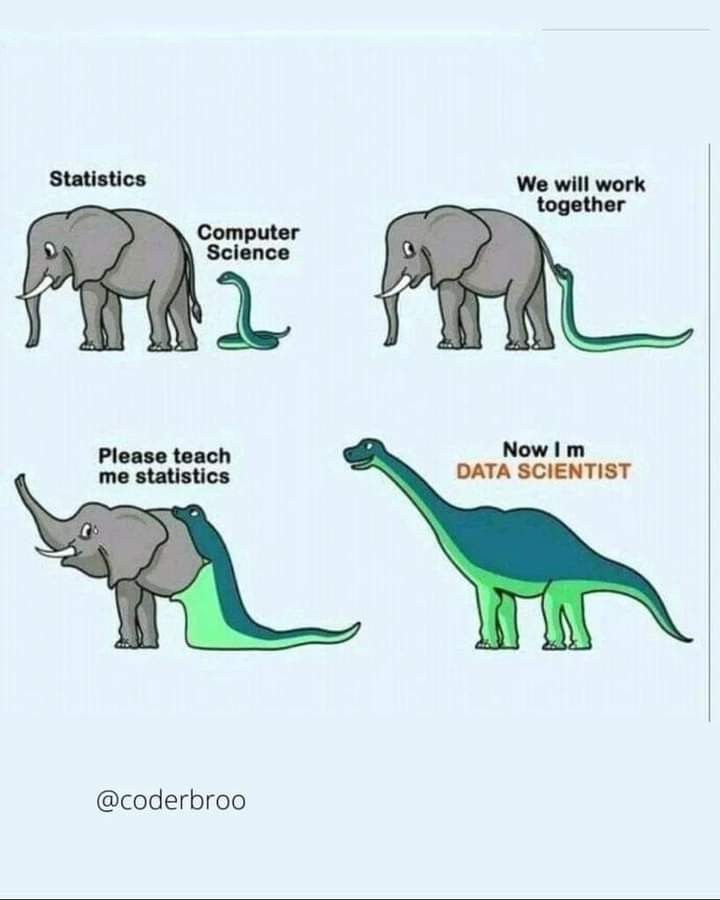 Statistics
Computer
Science
We will work
together
Please teach
me statistics
Now I m
DATA SCIENTIST
@coderbroo